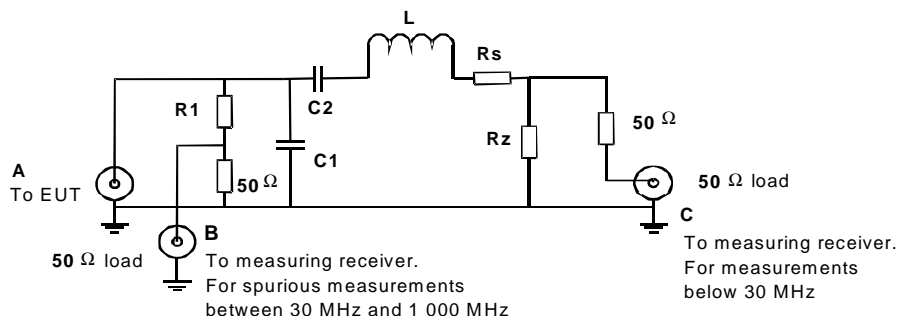 L
Rs
C2
R1
50 Ω
Rz
C1
A
To EUT
50 Ω
50 Ω load
C
B
50 Ω load
To measuring receiver.
For spurious measurements
between 30 MHz and 1 000 MHz
To measuring receiver.
For measurements
below 30 MHz